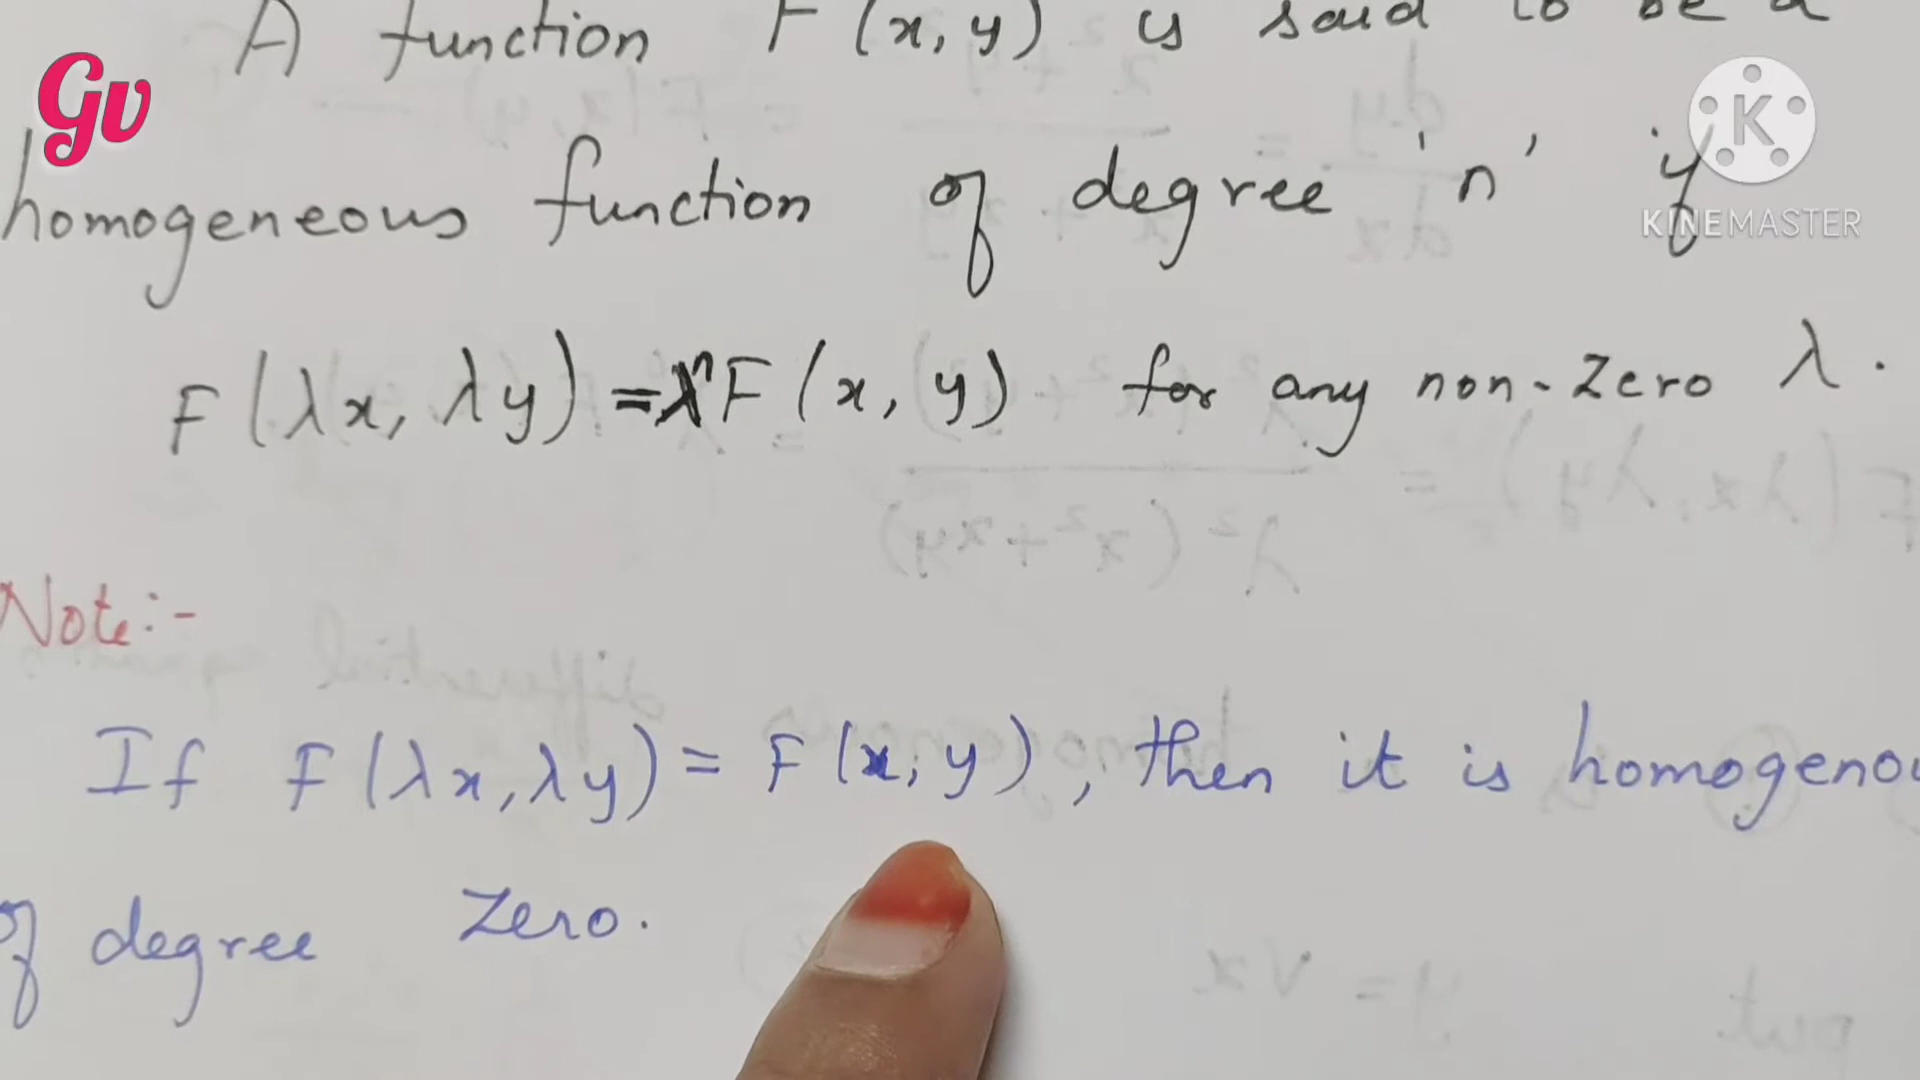 A function F(x,y) is said to be a
Gv
homogeneous function of degree 'n' if
KINEMASTER
F(λx, λy) = λⁿF(x, y) for any non-zero λ.
Note:-
If F(λx, λy) = F(x, y), then it is homogenou
of degree zero.